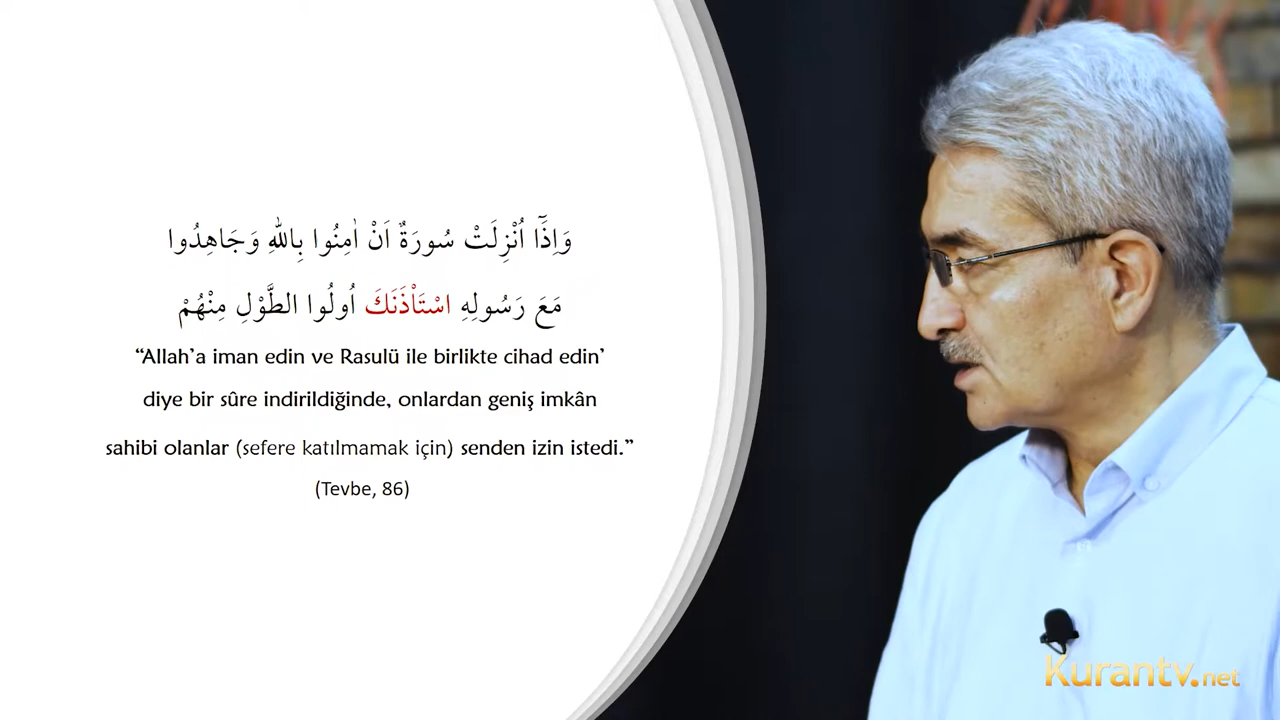 وَاِذَٓا اُنْزِلَتْ سُورَةٌ اَنْ اٰمِنُوا بِاللّٰهِ وَجَاهِدُوا
مَعَ رَسُولِهِ اسْتَأْذَنَكَ اُولُوا الطَّوْلِ مِنْهُمْ
“Allah’a iman edin ve Rasulü ile birlikte cihad edin’
diye bir sûre indirildiğinde, onlardan geniş imkân
sahibi olanlar (sefere katılmamak için) senden izin istedi.”
(Tevbe, 86)
Kurantv.net